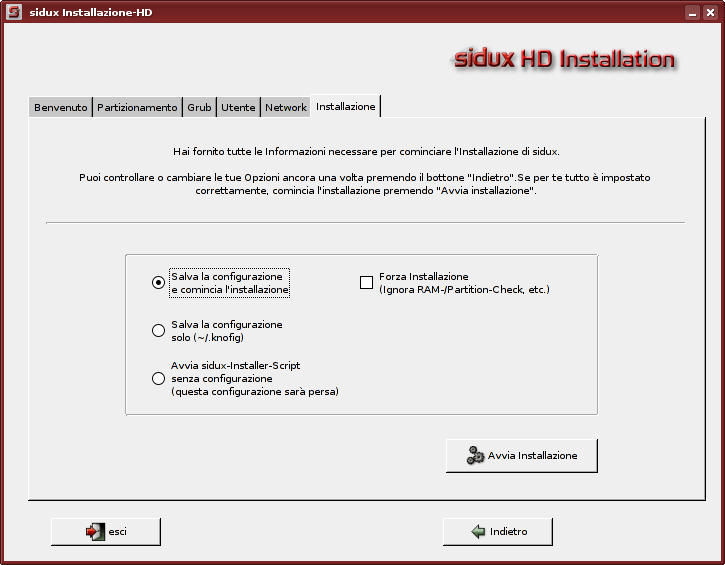 sidux Installazione-HD
sidux HD Installation
Benvenuto Partizionamento Grub Utente Network Installazione
Hai fornito tutte le Informazioni necessare per cominciare l'Installazione di sidux.
Puoi controllare o cambiare le tue Opzioni ancora una volta premendo il bottone "Indietro".Se per te tutto è impostato
correttamente, comincia l'installazione premendo "Avvia installazione".
Salva la configurazione
e comincia l'installazione
Forza Installazione
(Ignora RAM-/Partition-Check, etc.)
Salva la configurazione
solo (~/.knofig)
Avvia sidux-Installer-Script
senza configurazione
(questa configurazione sarà persa)
Avvia Installazione
esci
Indietro